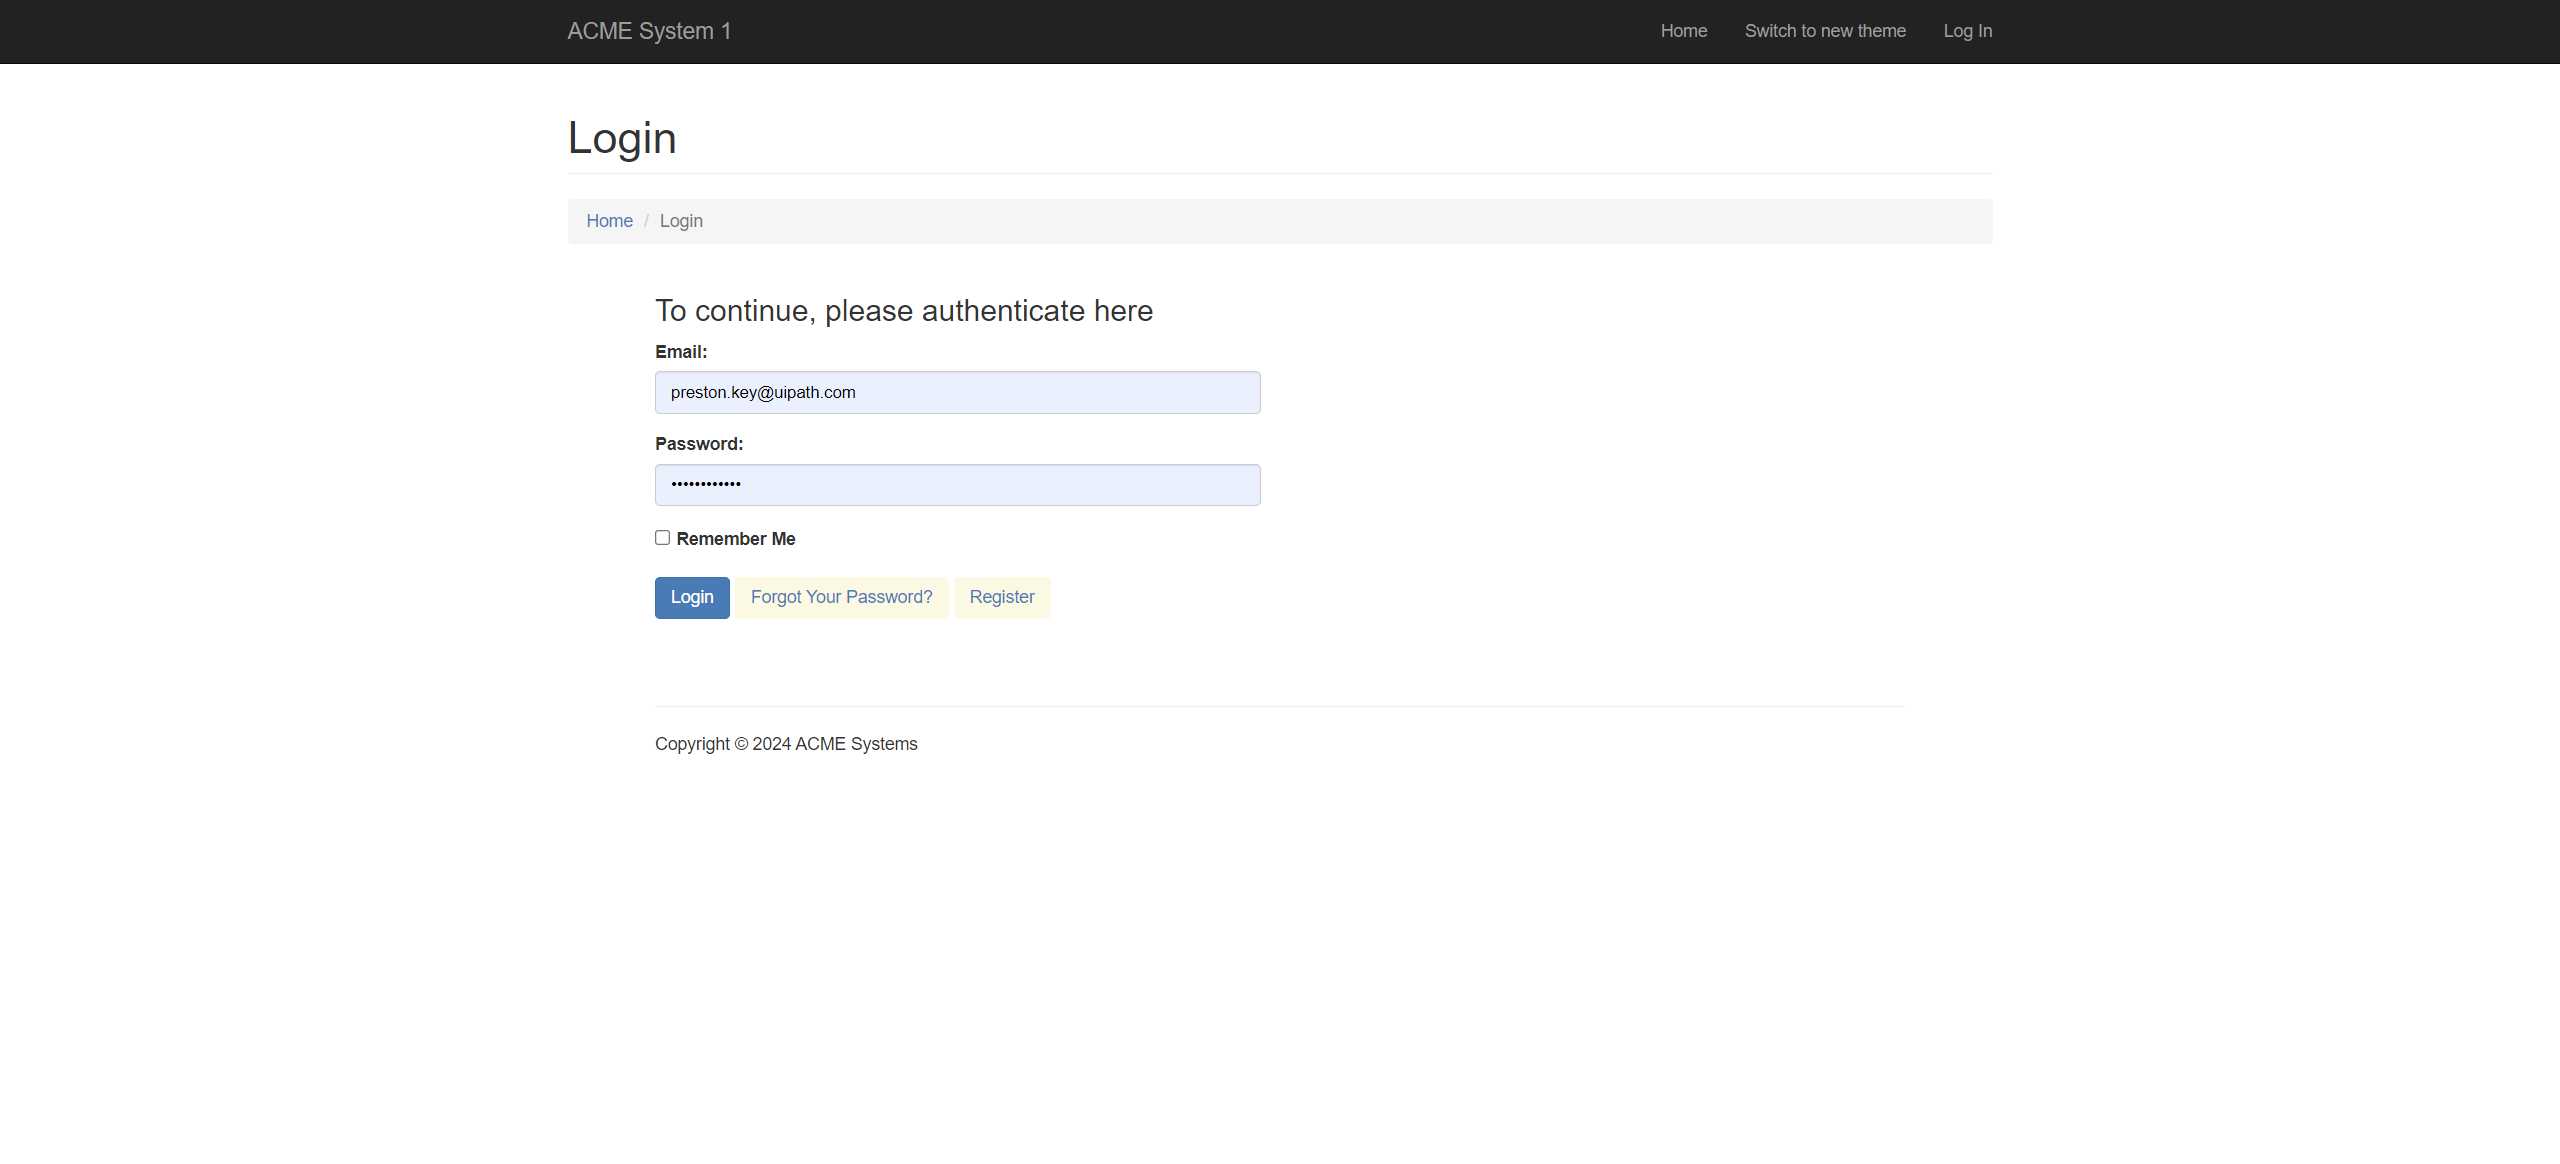 ACME System 1 Home Switch to new theme Log In
Login
Home / Login
To continue, please authenticate here
Email:
preston.key@uipath.com
Password:
••••••••••••
Remember Me
Login Forgot Your Password? Register
Copyright © 2024 ACME Systems